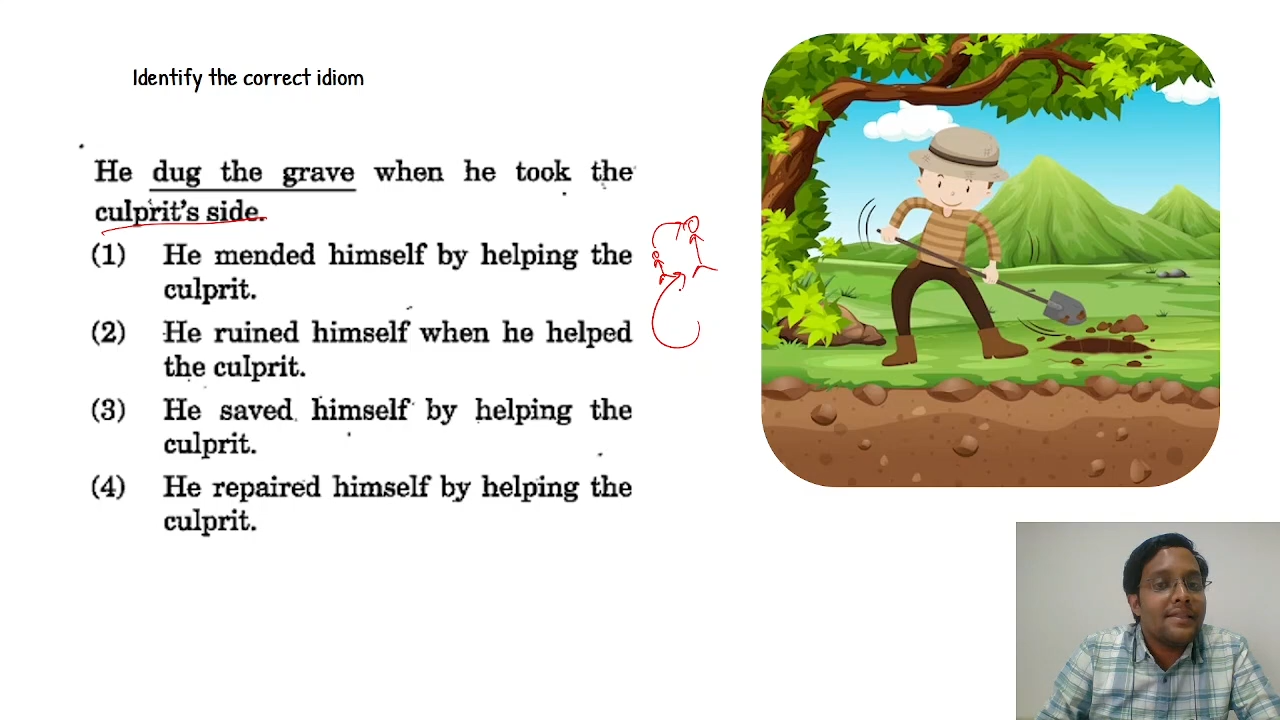 Identify the correct idiom
He dug the grave when he took the
culprit's side.
(1) He mended himself by helping the
culprit.
(2) He ruined himself when he helped
the culprit.
(3) He saved himself by helping the
culprit.
(4) He repaired himself by helping the
culprit.